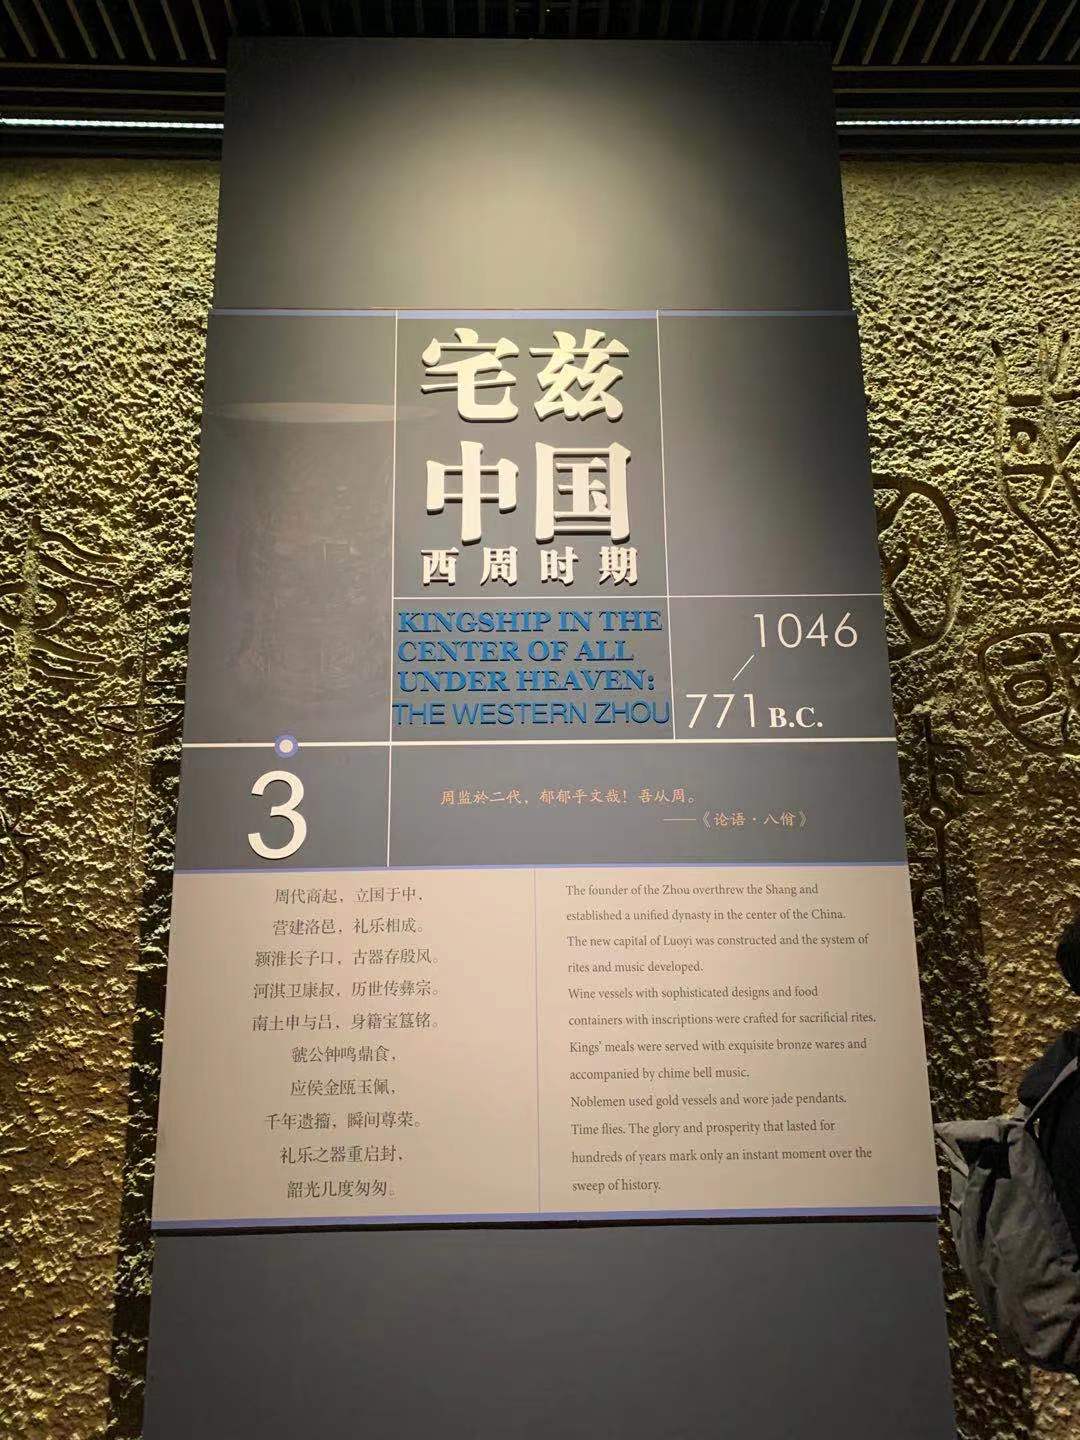 宅兹
中国
西周时期
KINGSHIP IN THE
CENTER OF ALL
UNDER HEAVEN:
THE WESTERN ZHOU
1046
771 B.C.
3
周监於二代，郁郁乎文哉！吾从周。
——《论语·八佾》
周代商起，立国于中，
营建洛邑，礼乐相成。
颍淮长子口，古器存殷风。
河淇卫康叔，历世传彝宗。
南土申与吕，身籍宝簋铭。
虢公钟鸣鼎食，
应侯金瓯玉佩，
千年遗籀，瞬间尊荣。
礼乐之器重启封，
韶光几度匆匆。
The founder of the Zhou overthrew the Shang and
established a unified dynasty in the center of the China.
The new capital of Luoyi was constructed and the system of
rites and music developed.
Wine vessels with sophisticated designs and food
containers with inscriptions were crafted for sacrificial rites.
Kings' meals were served with exquisite bronze wares and
accompanied by chime bell music.
Noblemen used gold vessels and wore jade pendants.
Time flies. The glory and prosperity that lasted for
hundreds of years mark only an instant moment over the
sweep of history.